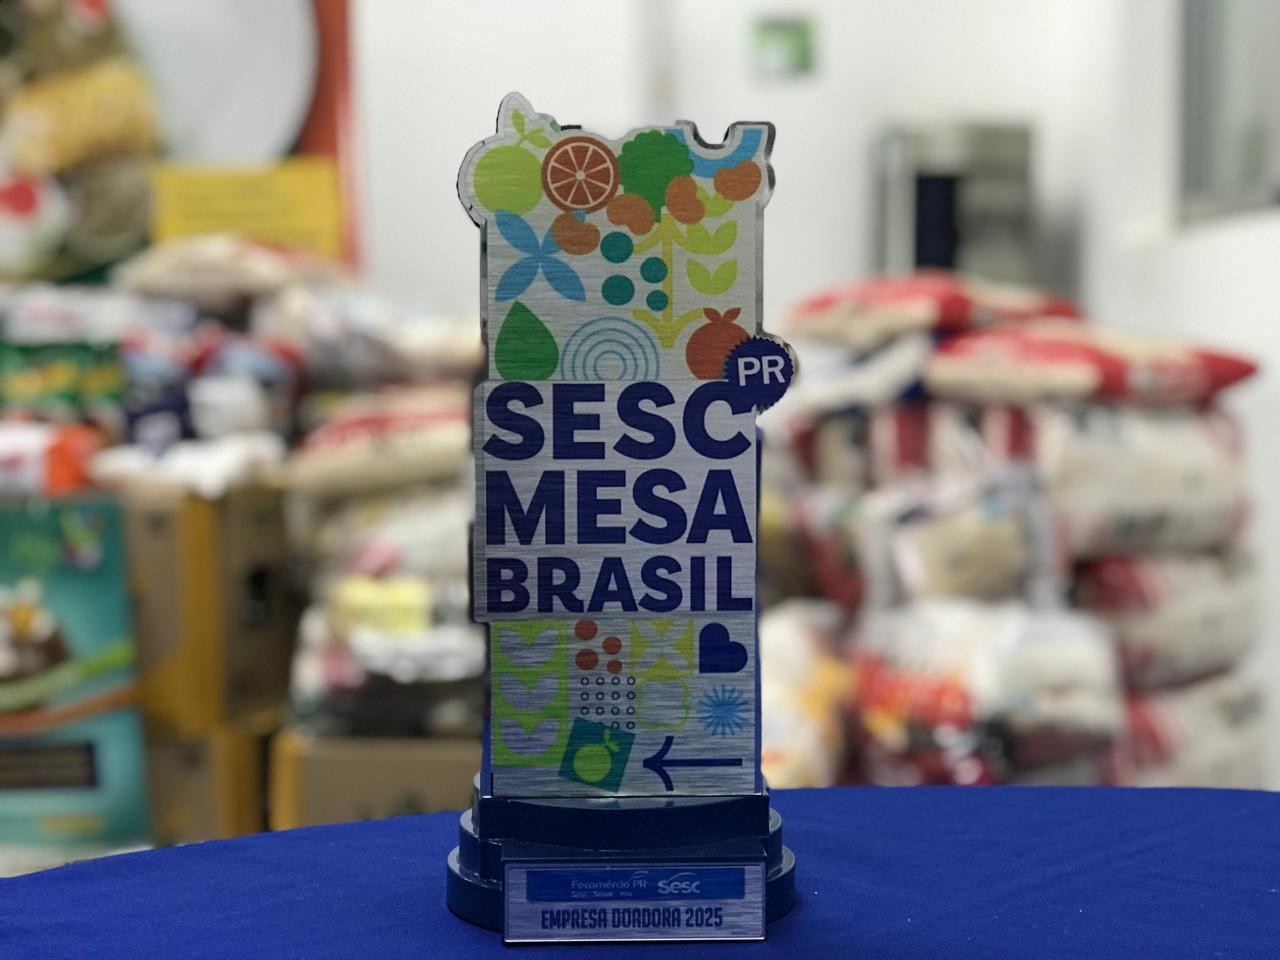 PR
SESC
MESA
BRASIL
Fecomércio PR Sesc
EMPRESA DOADORA 2025